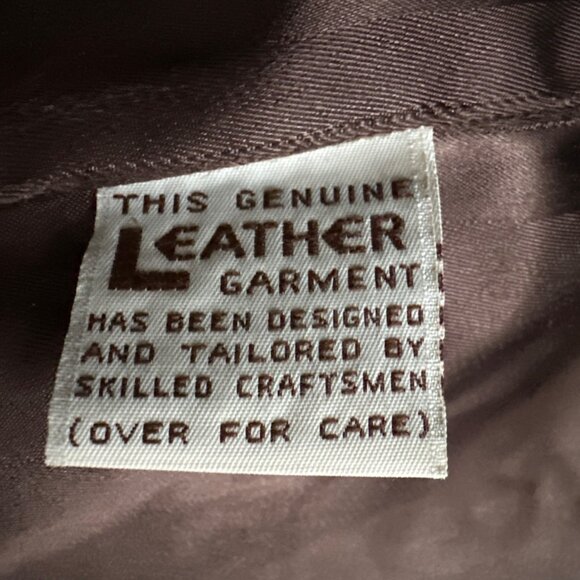 THIS GENUINE
LEATHER
GARMENT
HAS BEEN DESIGNED
AND TAILORED BY
SKILLED CRAFTSMEN
(OVER FOR CARE)